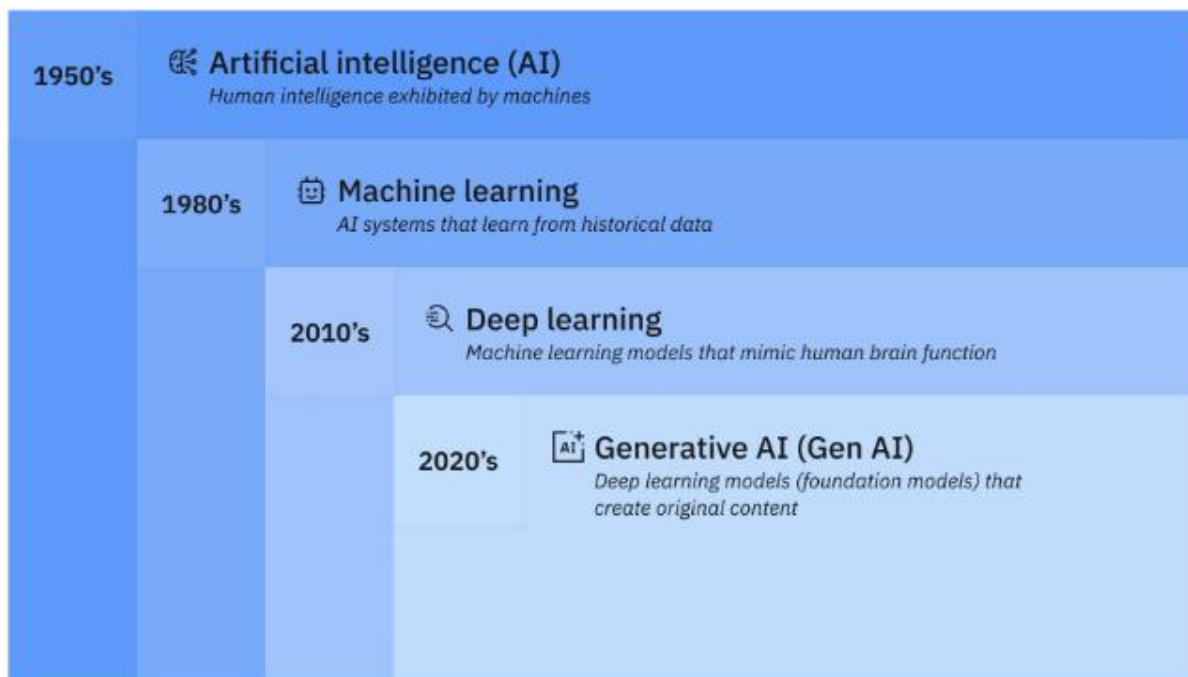 1950's
Artificial intelligence (AI)
Human intelligence exhibited by machines
1980's
Machine learning
AI systems that learn from historical data
2010's
Deep learning
Machine learning models that mimic human brain function
2020's
AI
Generative AI (Gen AI)
Deep learning models (foundation models) that
create original content